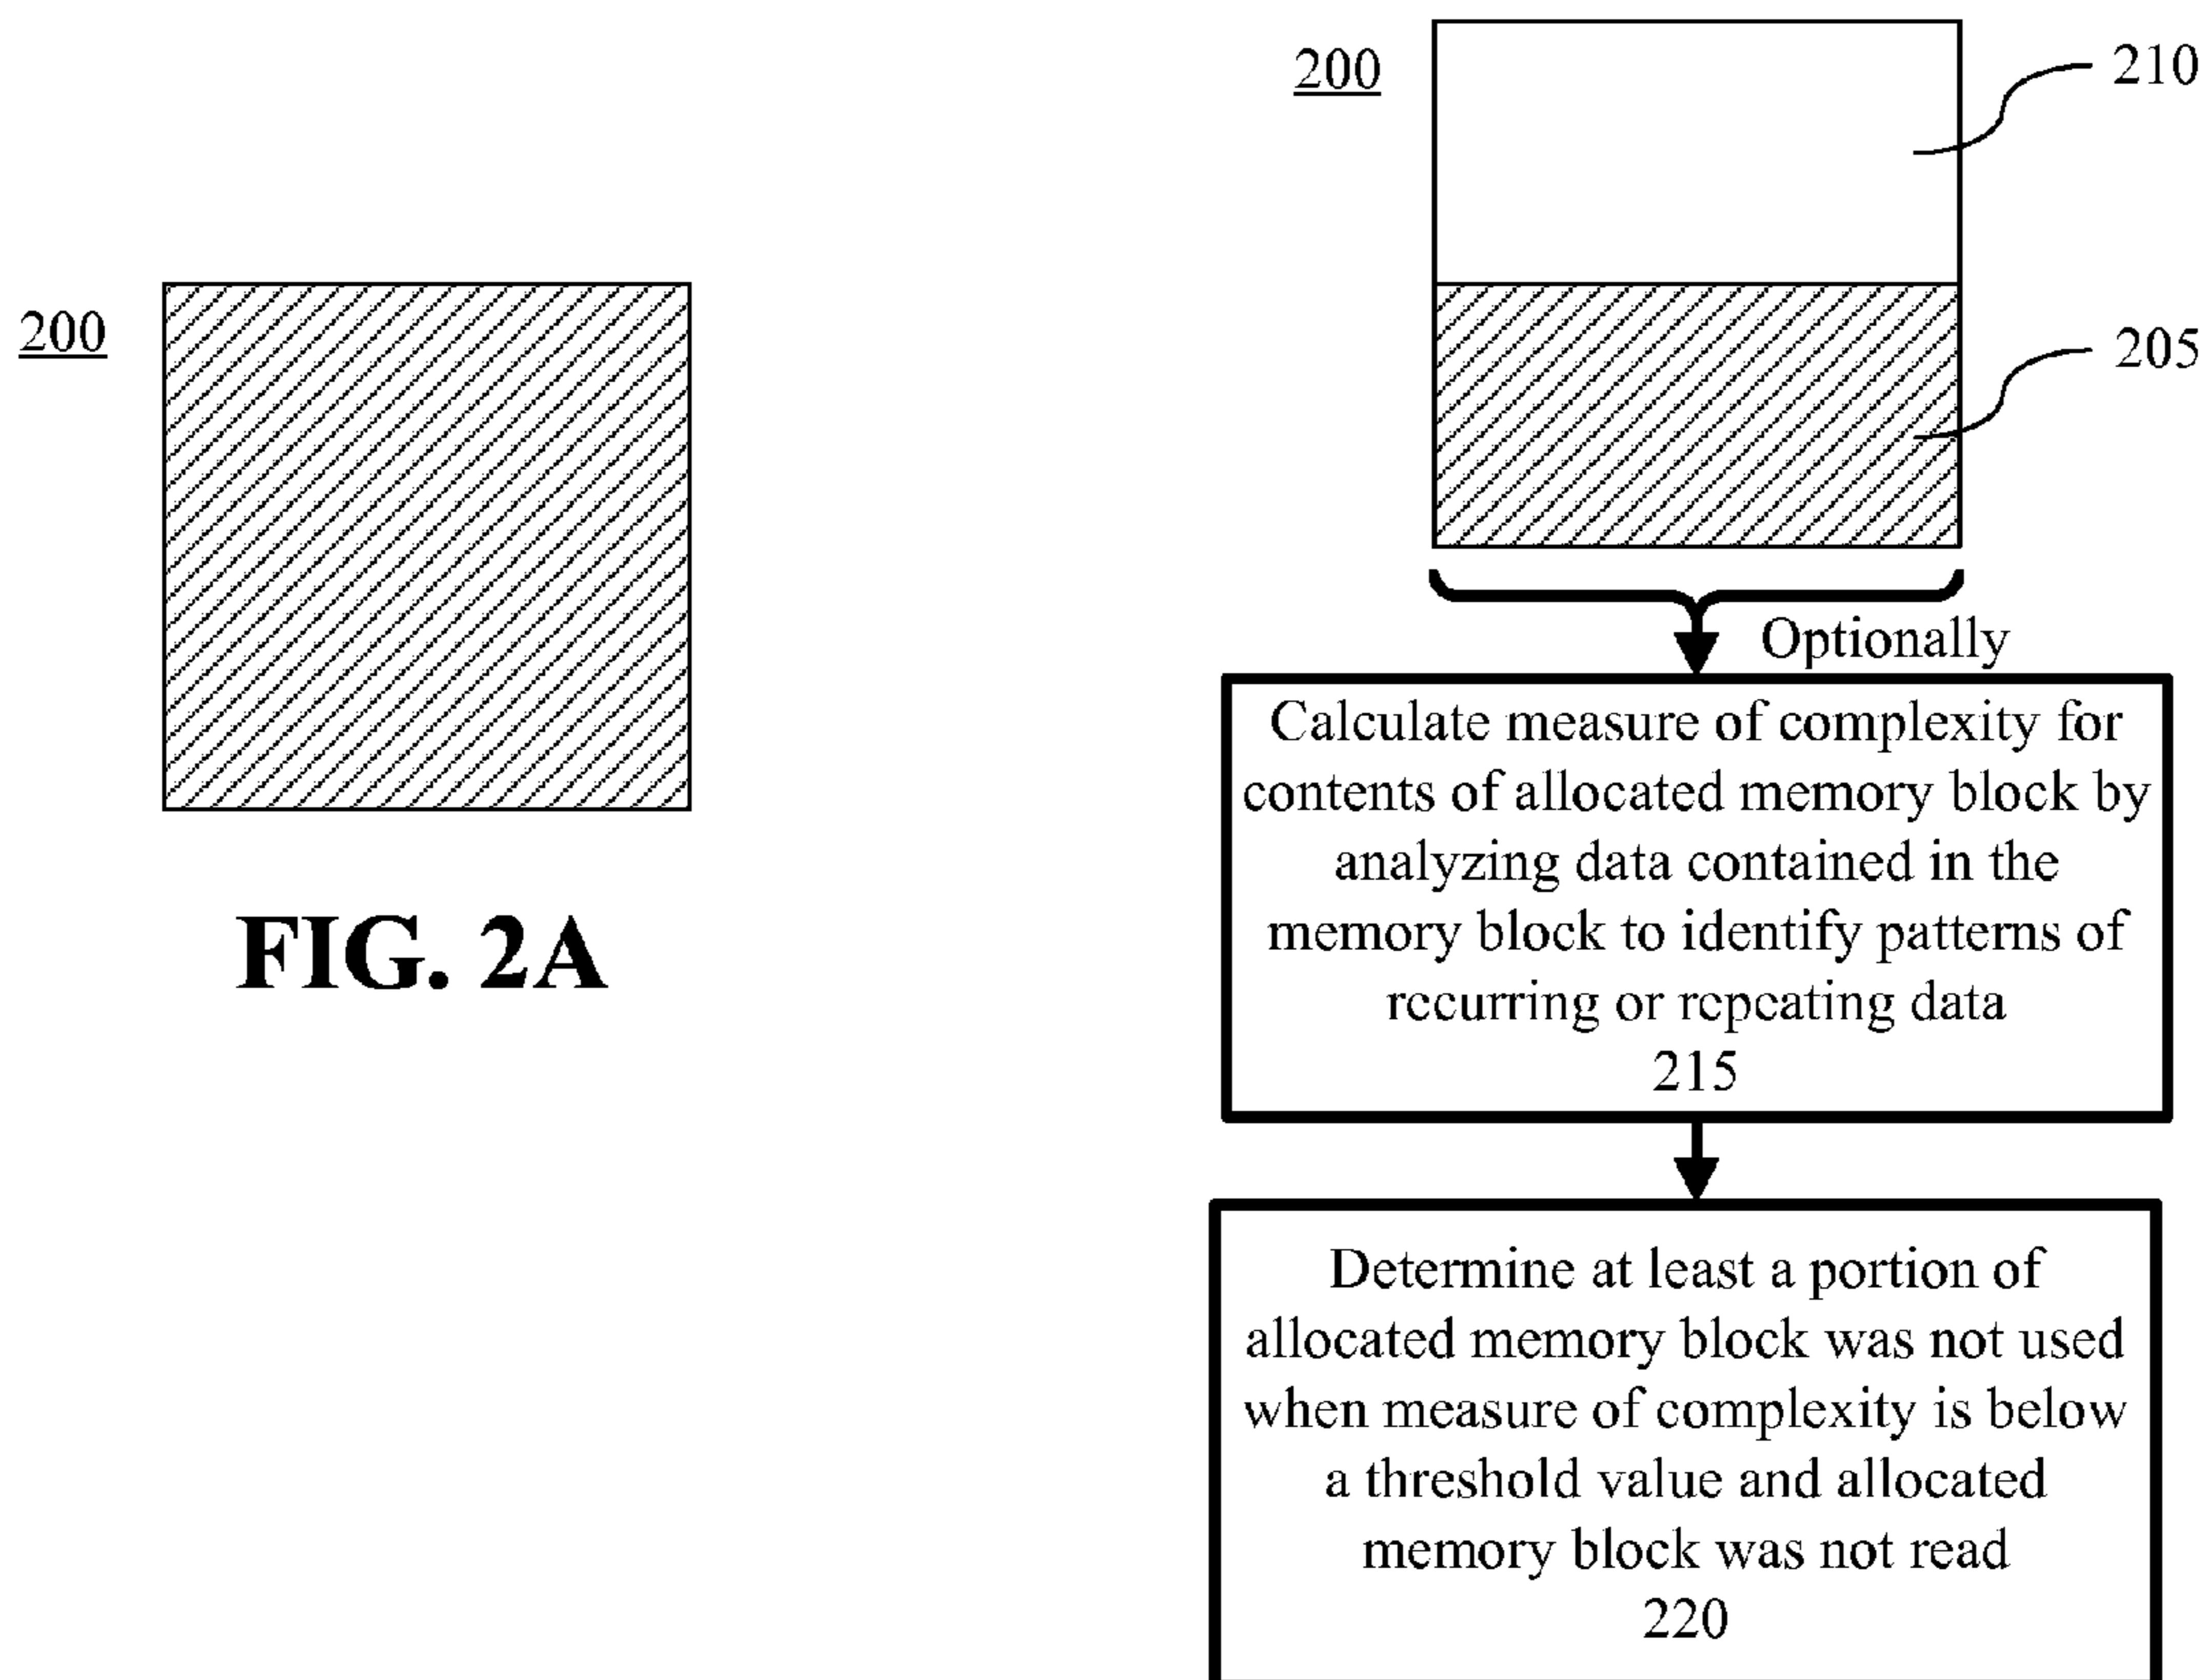 200
FIG. 2A
200
210
205
Optionally
Calculate measure of complexity for
contents of allocated memory block by
analyzing data contained in the
memory block to identify patterns of
recurring or repeating data
215
Determine at least a portion of
allocated memory block was not used
when measure of complexity is below
a threshold value and allocated
memory block was not read
220